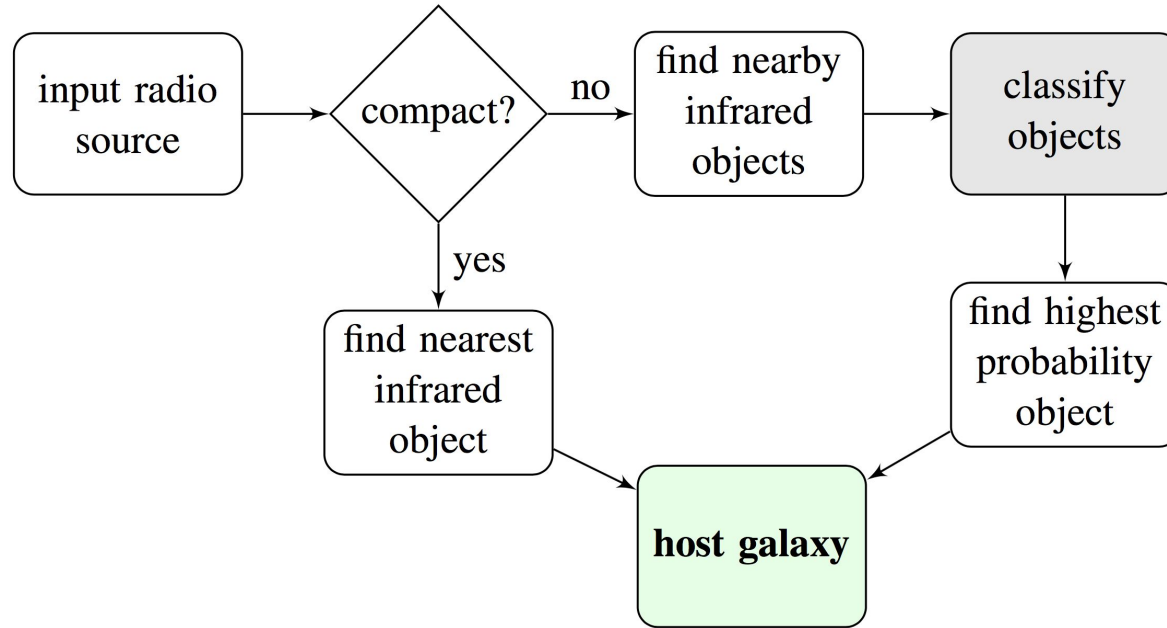 input radio
source
compact?
no
find nearby
infrared
objects
classify
objects
yes
find nearest
infrared
object
find highest
probability
object
host galaxy